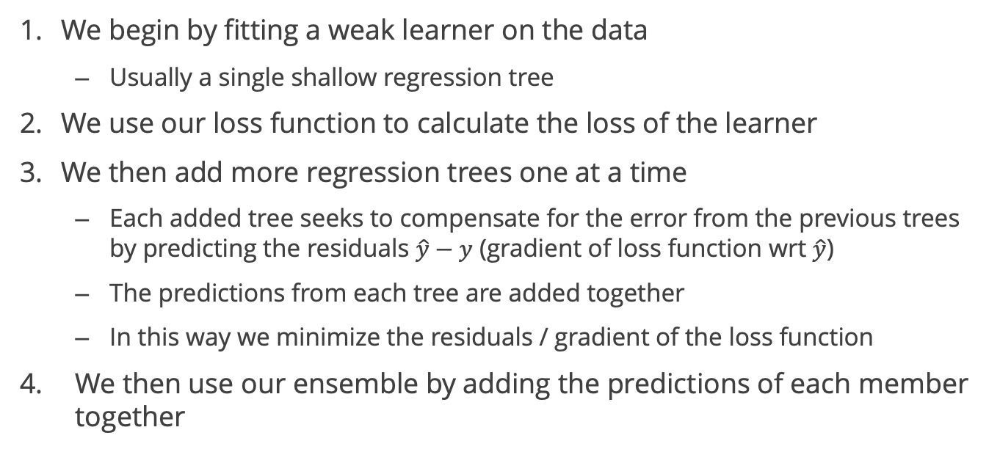 1. We begin by fitting a weak learner on the data
– Usually a single shallow regression tree
2. We use our loss function to calculate the loss of the learner
3. We then add more regression trees one at a time
– Each added tree seeks to compensate for the error from the previous trees
by predicting the residuals ŷ − y (gradient of loss function wrt ŷ)
– The predictions from each tree are added together
– In this way we minimize the residuals / gradient of the loss function
4. We then use our ensemble by adding the predictions of each member
together